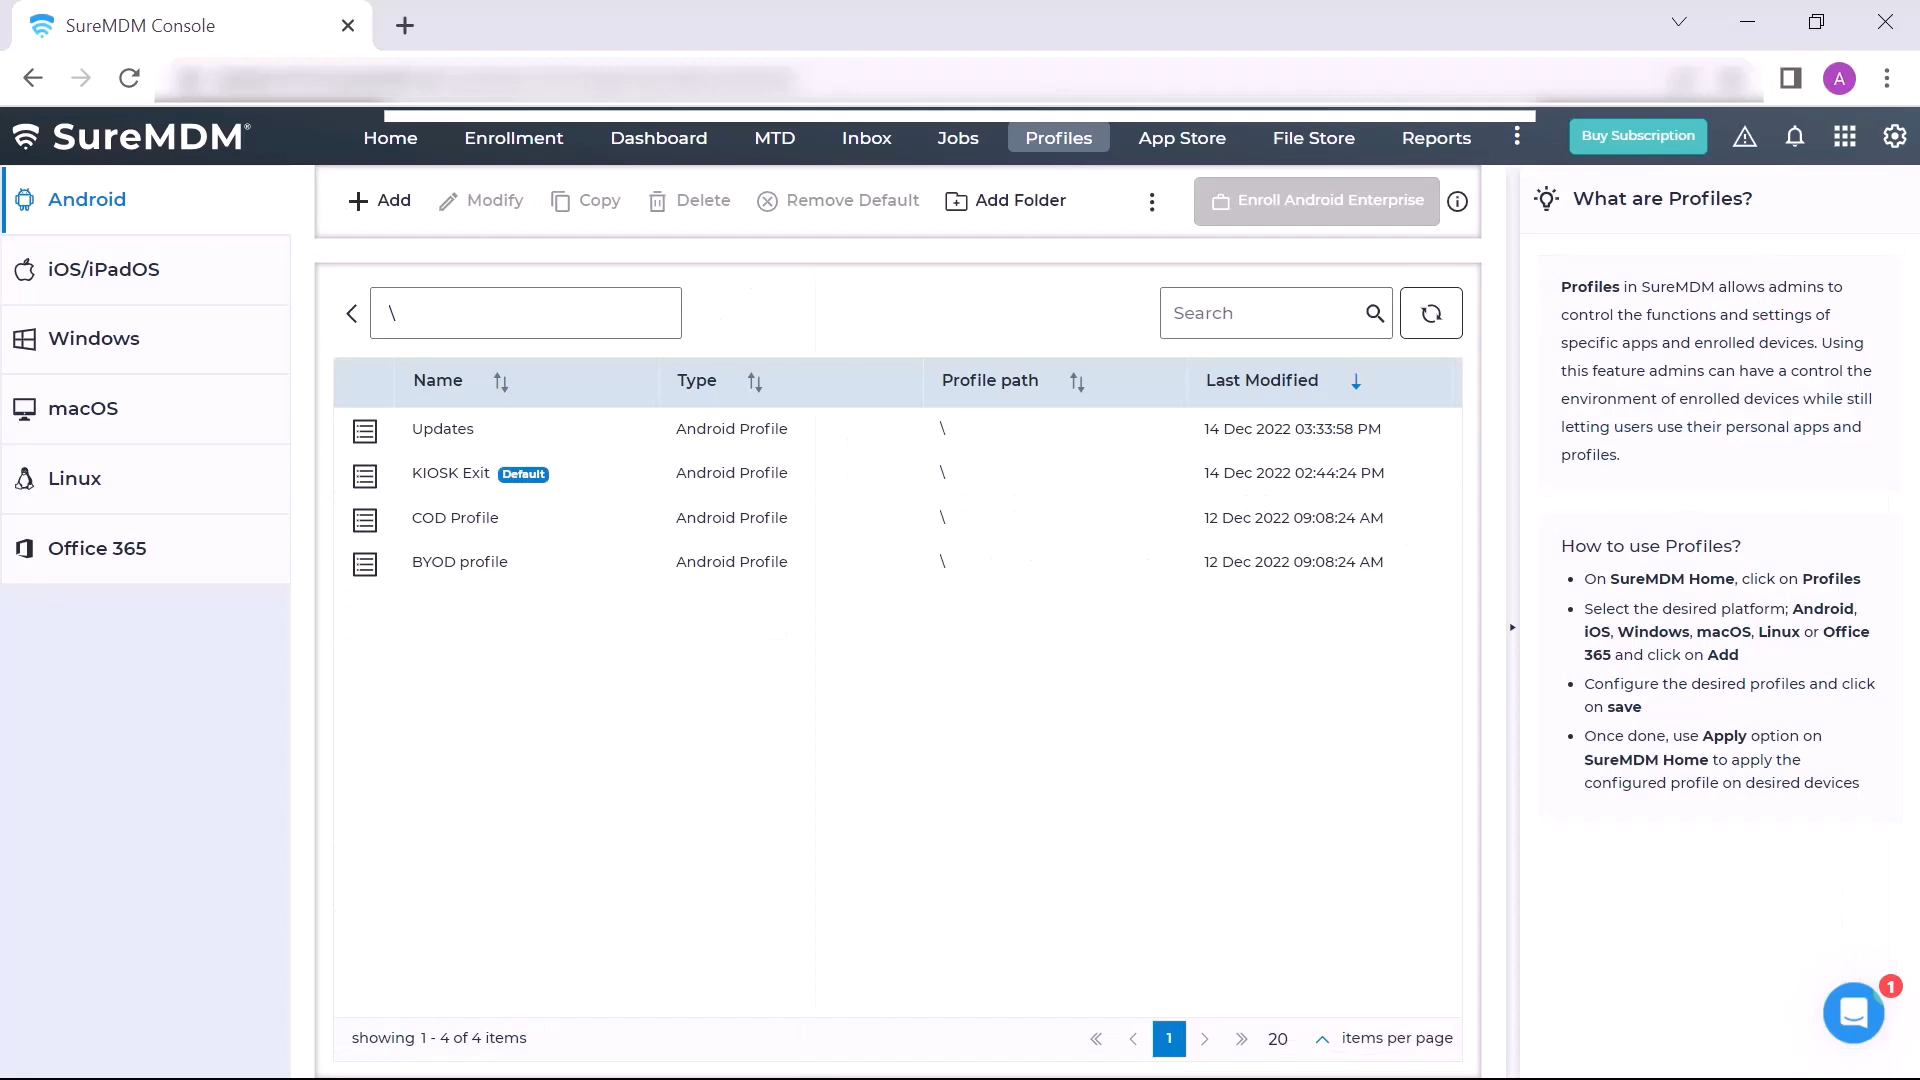 SureMDM Console
A
SureMDM®
Home Enrollment Dashboard MTD Inbox Jobs Profiles App Store File Store Reports Buy Subscription
Android
iOS/iPadOS
Windows
macOS
Linux
Office 365
Add Modify Copy Delete Remove Default Add Folder Enroll Android Enterprise
\ Search
Name Type Profile path Last Modified
Updates Android Profile \ 14 Dec 2022 03:33:58 PM
KIOSK Exit Default Android Profile \ 14 Dec 2022 02:44:24 PM
COD Profile Android Profile \ 12 Dec 2022 09:08:24 AM
BYOD profile Android Profile \ 12 Dec 2022 09:08:24 AM
showing 1 - 4 of 4 items « < 1 > » 20 items per page
What are Profiles?
Profiles in SureMDM allows admins to
control the functions and settings of
specific apps and enrolled devices. Using
this feature admins can have a control the
environment of enrolled devices while still
letting users use their personal apps and
profiles.
How to use Profiles?
• On SureMDM Home, click on Profiles
• Select the desired platform; Android,
iOS, Windows, macOS, Linux or Office
365 and click on Add
• Configure the desired profiles and click
on save
• Once done, use Apply option on
SureMDM Home to apply the
configured profile on desired devices
1